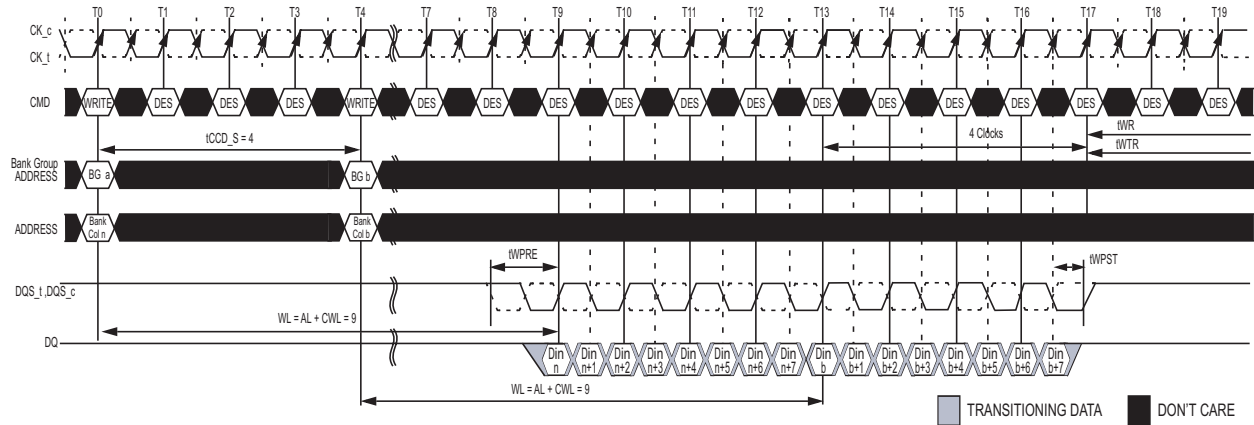 T0 T1 T2 T3 T4 T7 T8 T9 T10 T11 T12 T13 T14 T15 T16 T17 T18 T19
CK_c
CK_t
CMD WRITE DES DES DES WRITE DES DES DES DES DES DES DES DES DES DES DES DES DES
tCCD_S = 4
4 Clocks
tWR
tWTR
Bank Group
ADDRESS
BG a
BG b
ADDRESS
Bank
Col n
Bank
Col b
tWPRE
tWPST
DQS_t ,DQS_c
WL = AL + CWL = 9
DQ
Din Din Din Din Din Din Din Din Din Din Din Din Din Din Din Din
n n+1 n+2 n+3 n+4 n+5 n+6 n+7 b b+1 b+2 b+3 b+4 b+5 b+6 b+7
WL = AL + CWL = 9
TRANSITIONING DATA
DON'T CARE